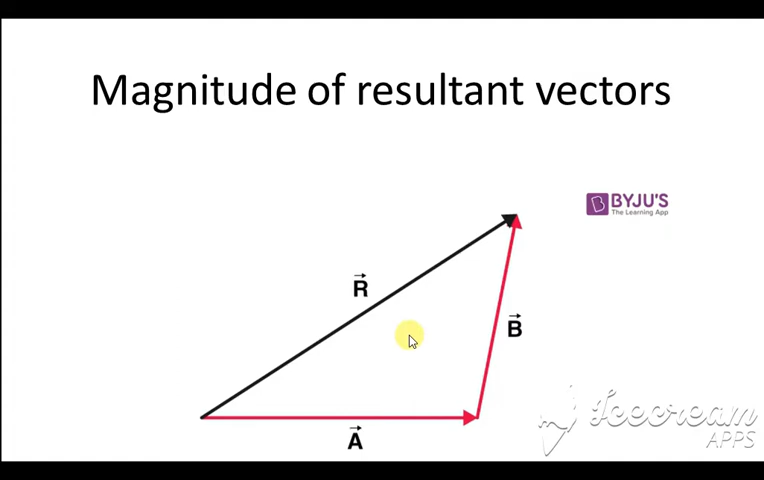 Magnitude of resultant vectors
BYJU'S
The Learning App
R
B
A
Icecream
APPS